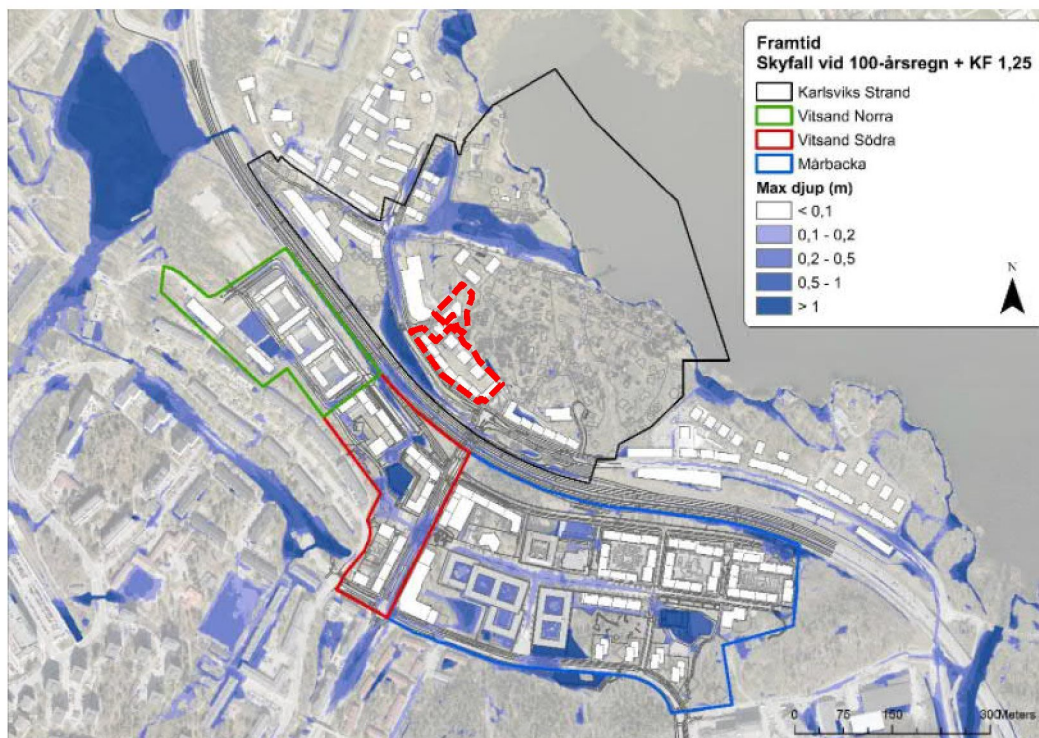 Framtid
Skyfall vid 100-årsregn + KF 1,25
Karlsviks Strand
Vitsand Norra
Vitsand Södra
Mårbacka
Max djup (m)
< 0,1
0,1 - 0,2
0,2 - 0,5
0,5 - 1
> 1
N
0 75 150 300 Meters